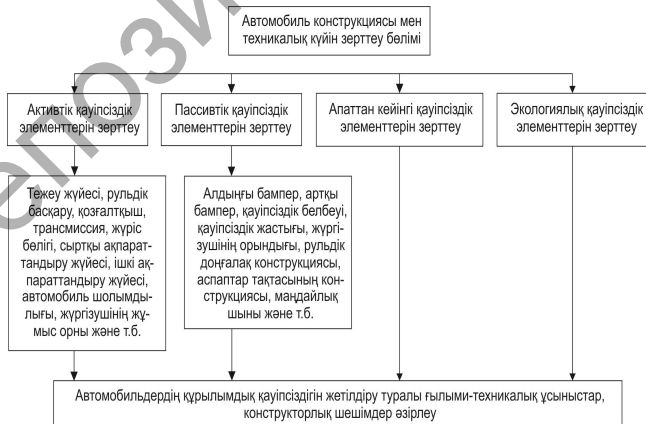 Автомобиль конструкциясы мен
техникалық күйін зерттеу бөлімі
Активтік қауіпсіздік
элементтерін зерттеу
Пассивтік қауіпсіздік
элементтерін зерттеу
Апаттан кейінгі қауіпсіздік
элементтерін зерттеу
Экологиялық қауіпсіздік
элементтерін зерттеу
Тежеу жүйесі, рульдік
басқару, қозғалтқыш,
трансмиссия, жүріс
бөлігі, сыртқы ақпарат-
тандыру жүйесі, ішкі ақ-
параттандыру жүйесі,
автомобиль шолымды-
лығы, жүргізушінің жұ-
мыс орны және т.б.
Алдыңғы бампер, артқы
бампер, қауіпсіздік белбеуі,
қауіпсіздік жастығы, жүргі-
зушінің орындығы, рульдік
доңғалақ конструкциясы,
аспаптар тақтасының кон-
струкциясы, маңдайлық
шыны және т.б.
Автомобильдердің құрылымдық қауіпсіздігін жетілдіру туралы ғылыми-техникалық ұсыныстар,
конструкторлық шешімдер әзірлеу